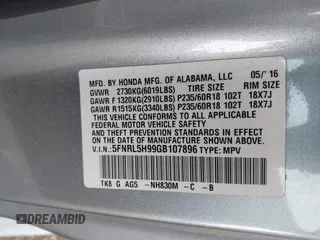 MFD. BY HONDA MFG. OF ALABAMA, LLC 05/'16
GVWR 2730KG(6019LBS) TIRE SIZE RIM SIZE
GAWR F 1320KG(2910LBS) P235/60R18 102T 18X7J
GAWR R1515KG(3340LBS) P235/60R18 102T 18X7J
THIS VEHICLE CONFORMS TO ALL APPLICABLE FEDERAL MOTOR VEHICLE
SAFETY AND THEFT PREVENTION STANDARDS IN EFFECT ON THE
DATE OF MANUFACTURE SHOWN ABOVE.
V.I.N: 5FNRL5H99GB107896 TYPE: MPV
TK8 G AG5 -NH830M -C -B